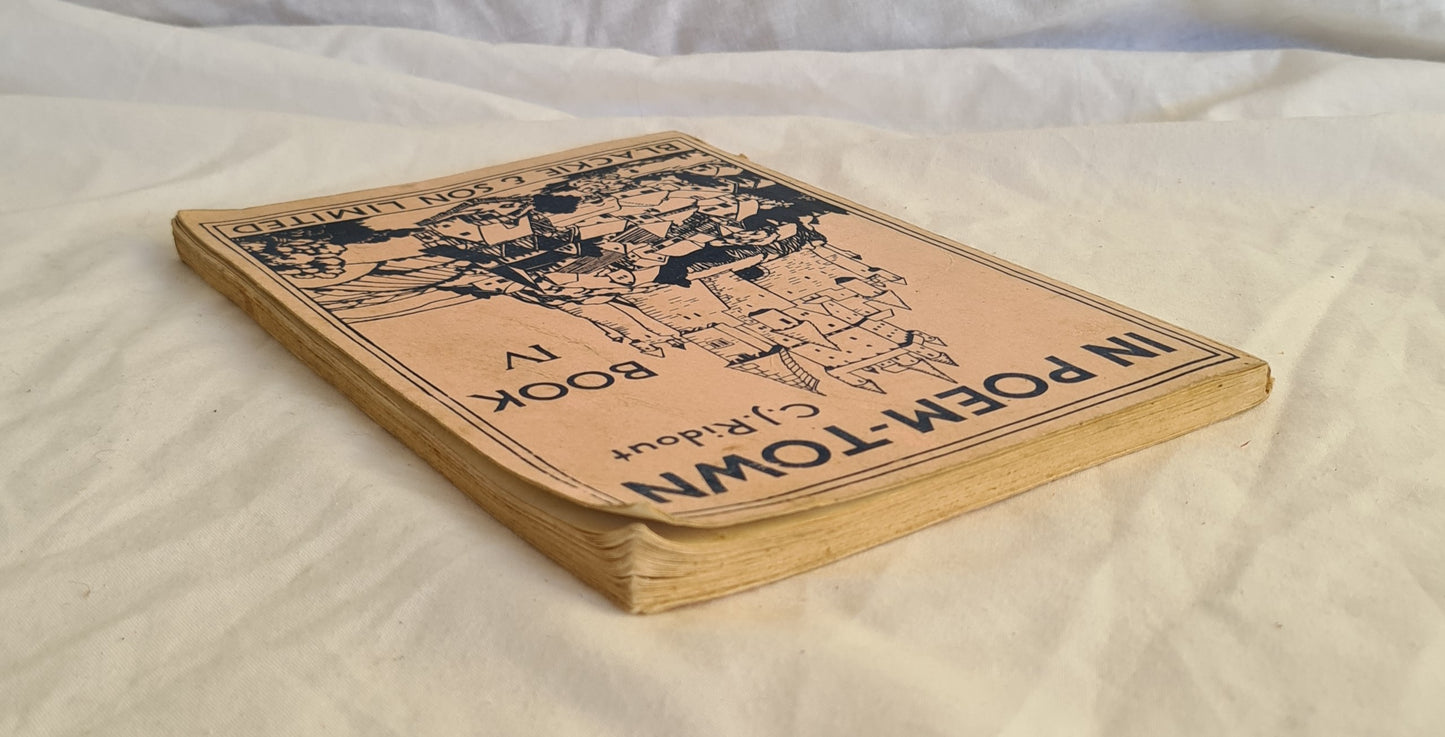 IN POEM-TOWN
C.J.Ridout
BOOK
IV
BLACKIE & SON LIMITED